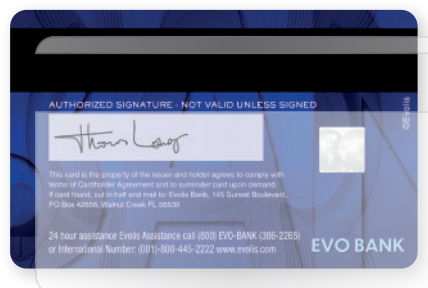 AUTHORIZED SIGNATURE - NOT VALID UNLESS SIGNED
©Evolis
This card is the property of the issuer and holder agrees to comply with
terms of Cardholder Agreement and to surrender card upon demand.
If card found, cut in half and mail to: Evolis Bank, 145 Sunset Boulevard,
PO Box 42556, Walnut Creek FL 56539
24 hour assistance Evolis Assistance call (800) EVO-BANK (386-2265)
or International Number: (001)-800-445-2222 www.evolis.com
EVO BANK